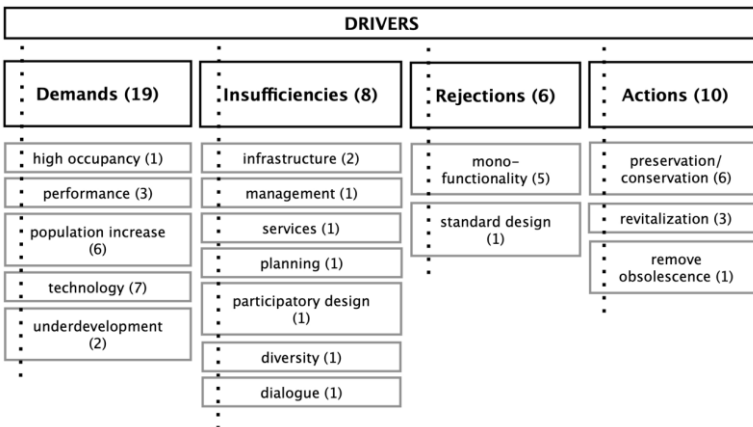 DRIVERS
Demands (19)
high occupancy (1)
performance (3)
population increase
(6)
technology (7)
underdevelopment
(2)
Insufficiencies (8)
infrastructure (2)
management (1)
services (1)
planning (1)
participatory design
(1)
diversity (1)
dialogue (1)
Rejections (6)
mono-
functionality (5)
standard design
(1)
Actions (10)
preservation/
conservation (6)
revitalization (3)
remove
obsolescence (1)